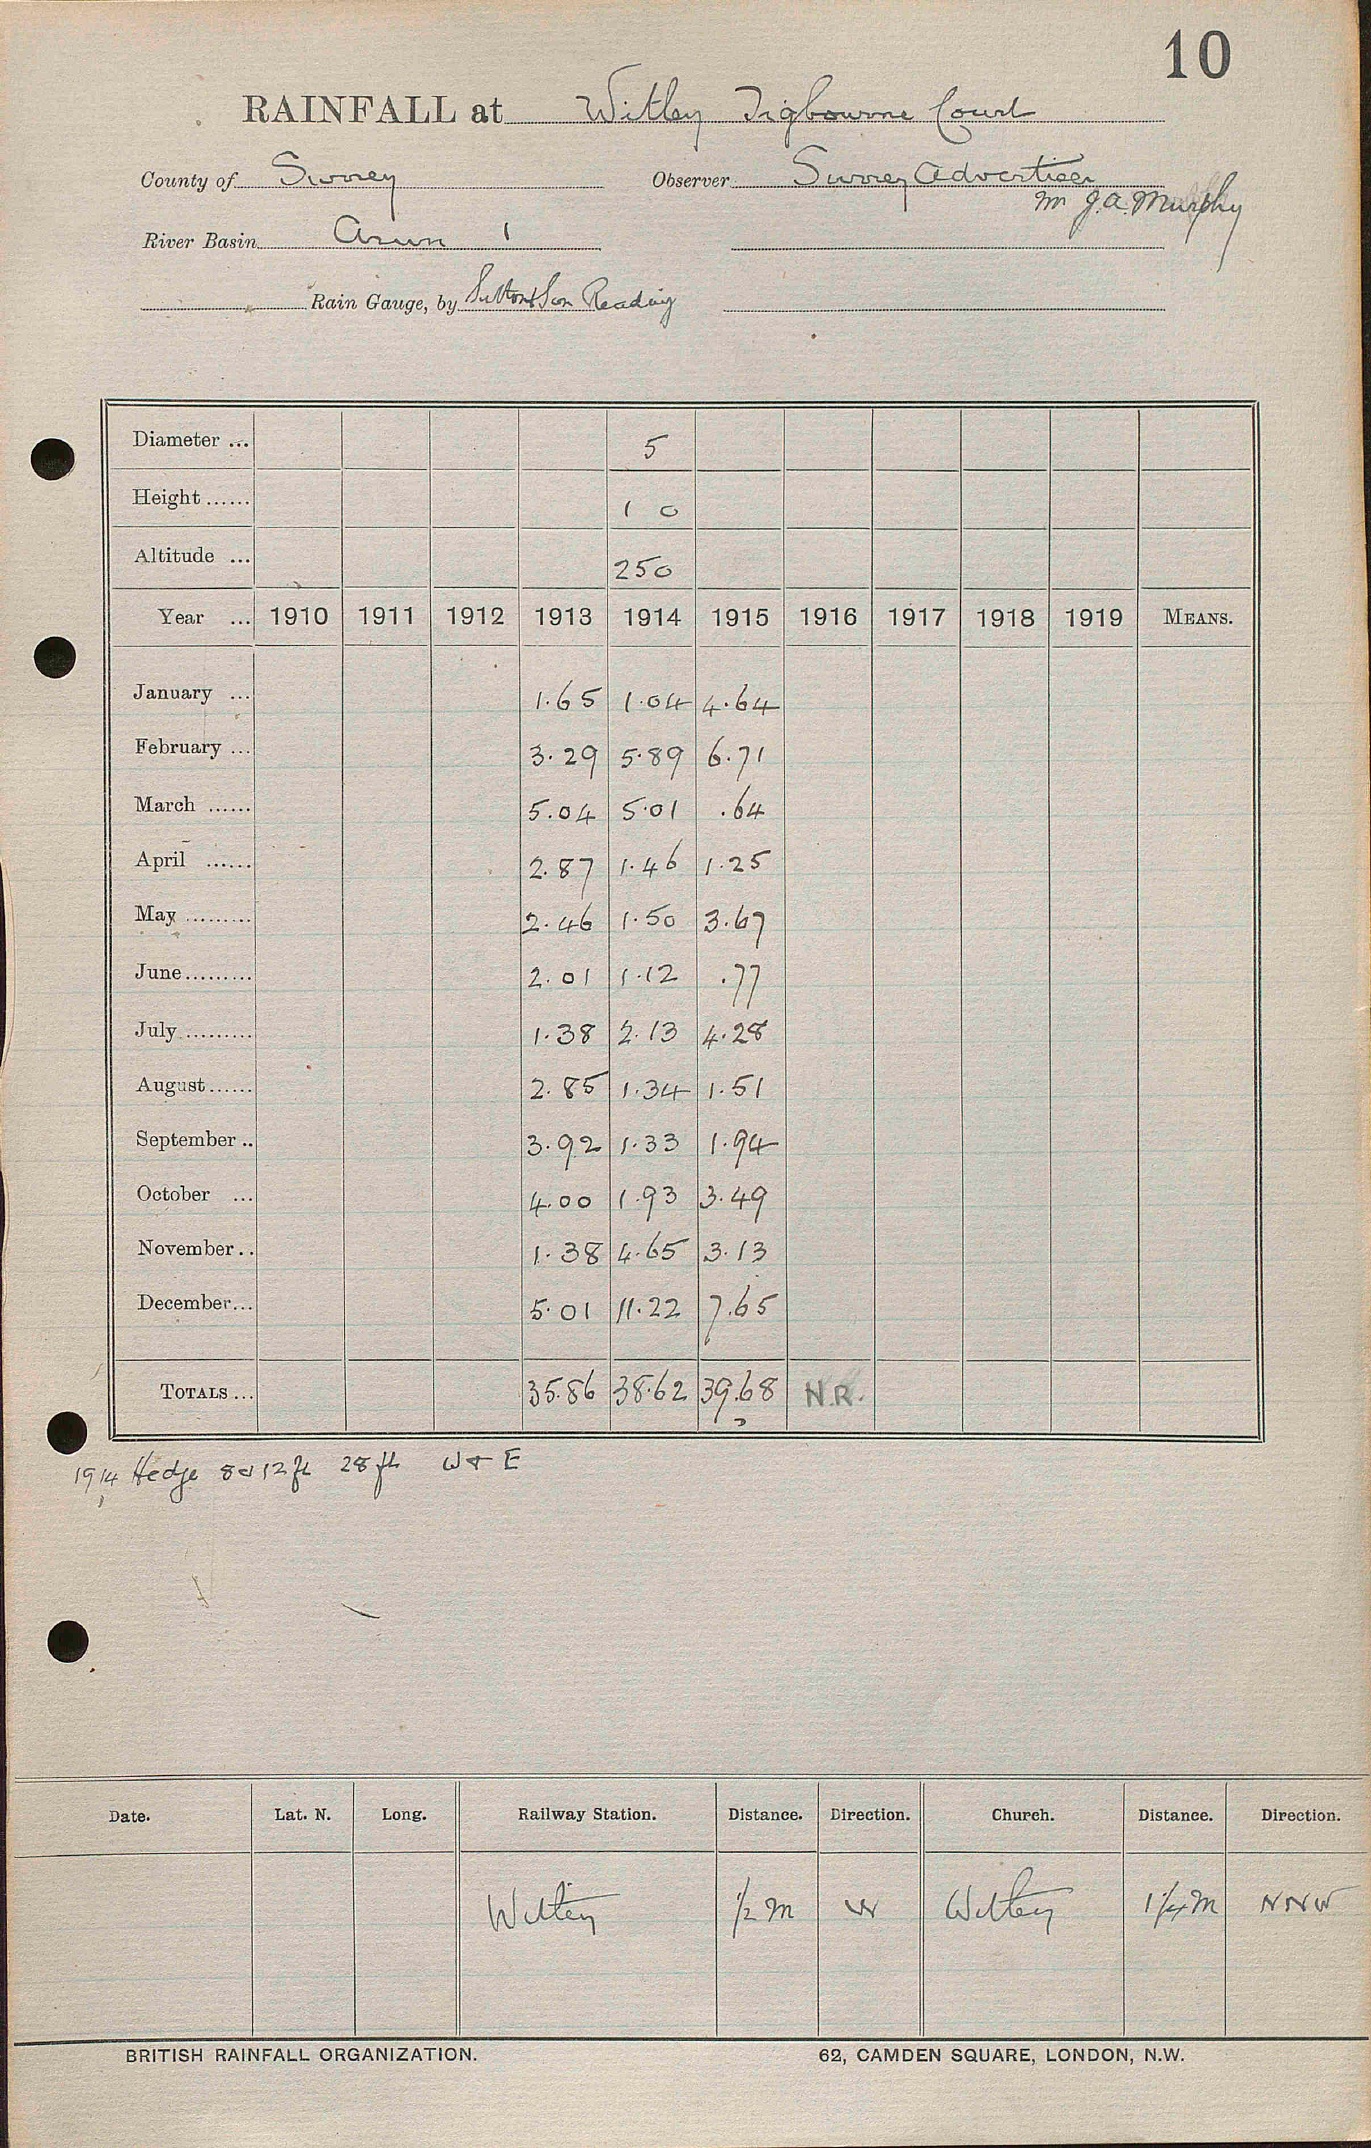 10
RAINFALL at Witley Tigbourne Court
County of Surrey Observer Surrey Advertiser
Mr J. A. Murphy
River Basin Arun 1
Rain Gauge, by Sutton & Son Reading
Diameter ... 5
Height ...... 1 0
Altitude ... 250
Year ... 1910 1911 1912 1913 1914 1915 1916 1917 1918 1919 MEANS.
January ... 1.65 1.04 4.64
February ... 3.29 5.89 6.71
March ...... 5.04 5.01 .64
April ...... 2.87 1.46 1.25
May ......... 2.46 1.50 3.67
June ......... 2.01 1.12 .77
July ......... 1.38 2.13 4.28
August ...... 2.85 1.34 1.51
September .. 3.92 1.33 1.94
October ... 4.00 1.93 3.49
November .. 1.38 4.65 3.13
December ... 5.01 11.22 7.65
TOTALS ... 35.86 38.62 39.68 N.R.
1914 Hedge 8 & 12 ft 28 ft W & E
Date. Lat. N. Long. Railway Station. Distance. Direction. Church. Distance. Direction.
Witley 1/2 m W Witley 1 1/4 m NNW
BRITISH RAINFALL ORGANIZATION. 62, CAMDEN SQUARE, LONDON, N.W.